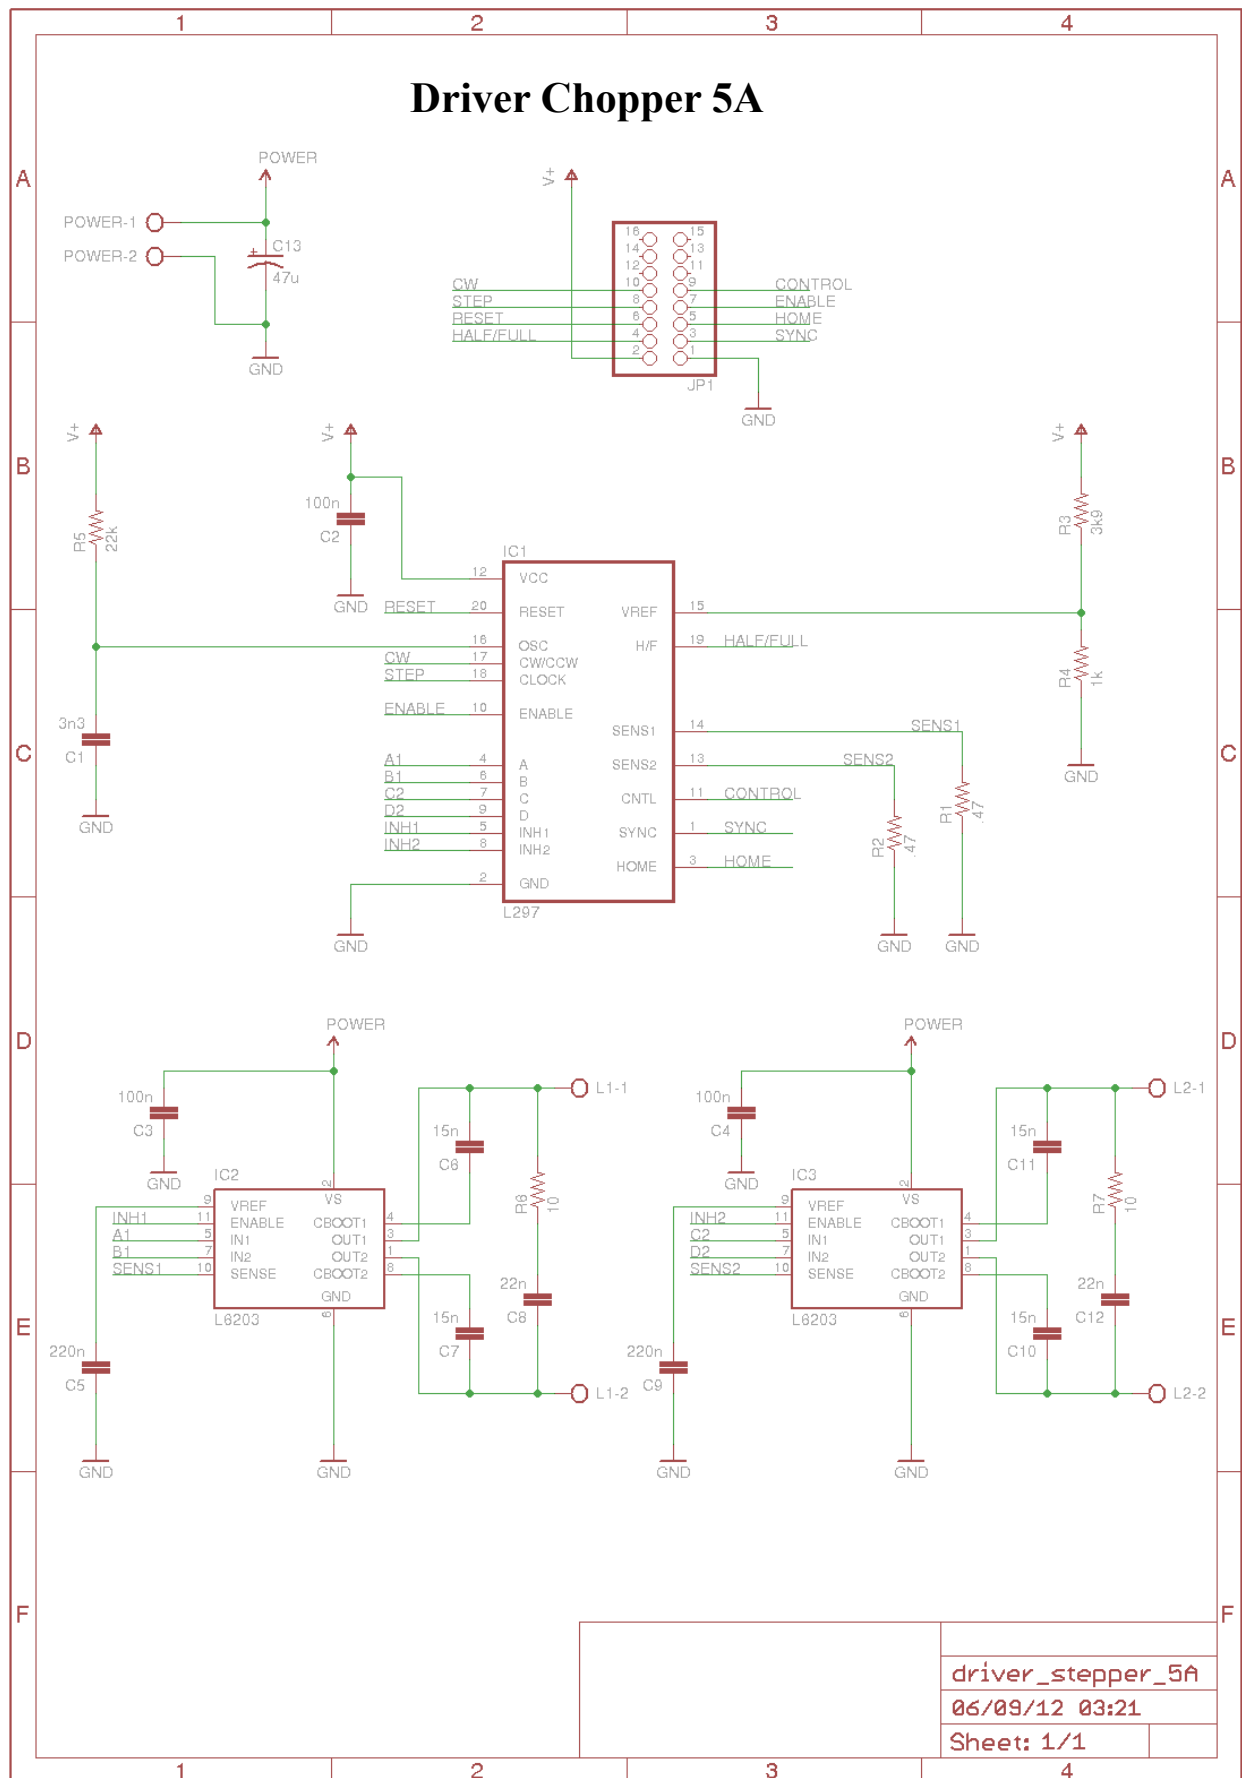 1 2 3 4
Driver Chopper 5A
A
A
POWER
POWER-1
POWER-2
C13
47u
GND
V+
16 15
14 13
12 11
CW 10 9 CONTROL
STEP 8 7 ENABLE
RESET 6 5 HOME
HALF/FULL 4 3 SYNC
2 1
JP1
GND
B
B
V+
R5
22k
3n3
C1
GND
V+
100n
C2
GND
V+
R3
3k9
R4
1k
GND
IC1
12 VCC
RESET 20 RESET
16 OSC
CW 17 CW/CCW
STEP 18 CLOCK
ENABLE 10 ENABLE
A1 4 A
B1 6 B
C2 7 C
D2 9 D
INH1 5 INH1
INH2 8 INH2
2 GND
VREF 15
H/F 19 HALF/FULL
SENS1 14 SENS1
SENS2 13 SENS2
CNTL 11 CONTROL
SYNC 1 SYNC
HOME 3 HOME
L297
GND
R2
.47
R1
.47
GND GND
C
C
D
D
POWER
100n
C3
GND
IC2
2
VS
9 VREF
INH1 11 ENABLE
A1 5 IN1
B1 7 IN2
SENS1 10 SENSE
CBOOT1 4
OUT1 3
OUT2 1
CBOOT2 8
GND
6
L6203
15n
C6
R6
10
22n
C8
15n
C7
L1-1
L1-2
220n
C5
GND
GND
POWER
100n
C4
GND
IC3
2
VS
9 VREF
INH2 11 ENABLE
C2 5 IN1
D2 7 IN2
SENS2 10 SENSE
CBOOT1 4
OUT1 3
OUT2 1
CBOOT2 8
GND
6
L6203
15n
C11
R7
10
22n
C12
15n
C10
L2-1
L2-2
220n
C9
GND
GND
E
E
F
F
driver_stepper_5A
06/09/12 03:21
Sheet: 1/1
1 2 3 4